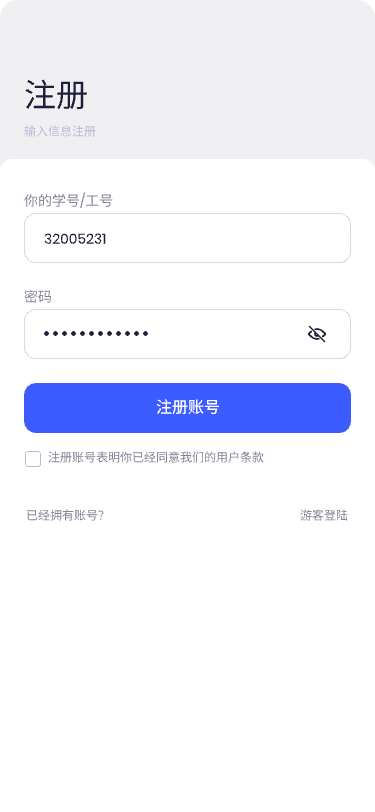 注册
输入信息注册
你的学号/工号
32005231
密码
注册账号
注册账号表明你已经同意我们的用户条款
已经拥有账号?
游客登陆